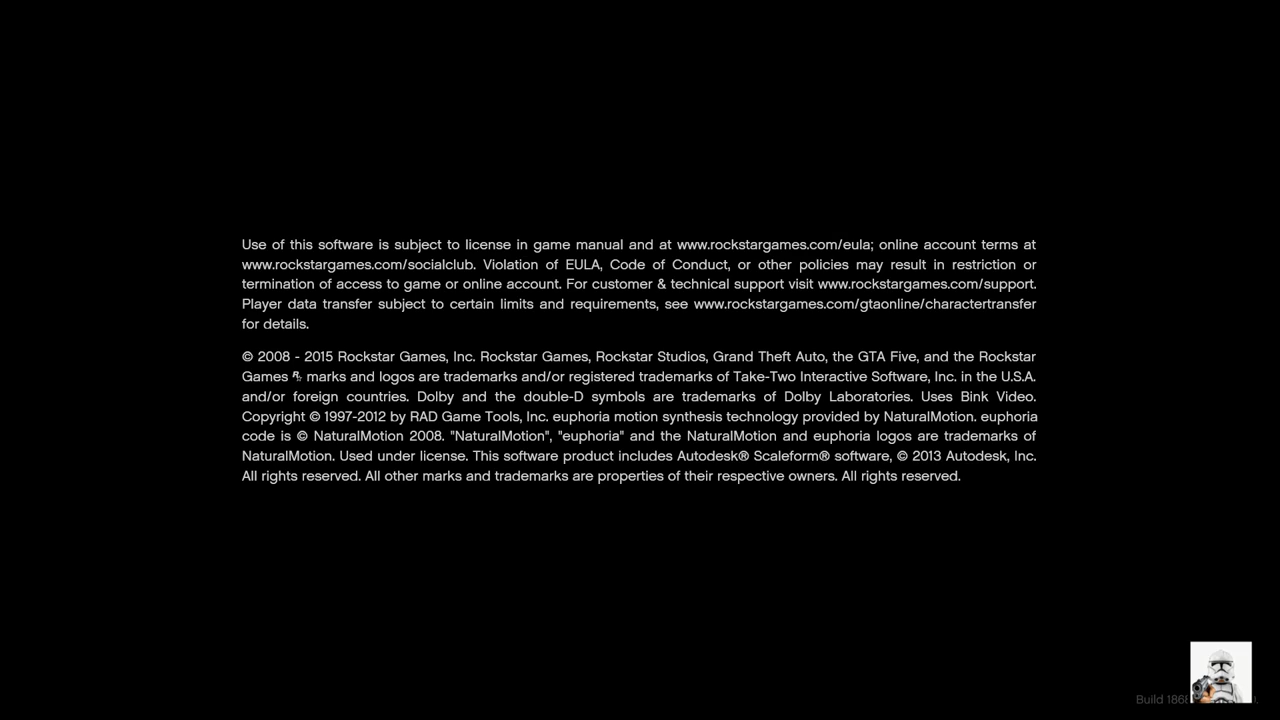 Use of this software is subject to license in game manual and at www.rockstargames.com/eula; online account terms at
www.rockstargames.com/socialclub. Violation of EULA, Code of Conduct, or other policies may result in restriction or
termination of access to game or online account. For customer & technical support visit www.rockstargames.com/support.
Player data transfer subject to certain limits and requirements, see www.rockstargames.com/gtaonline/charactertransfer
for details.
© 2008 - 2015 Rockstar Games, Inc. Rockstar Games, Rockstar Studios, Grand Theft Auto, the GTA Five, and the Rockstar
Games R* marks and logos are trademarks and/or registered trademarks of Take-Two Interactive Software, Inc. in the U.S.A.
and/or foreign countries. Dolby and the double-D symbols are trademarks of Dolby Laboratories. Uses Bink Video.
Copyright © 1997-2012 by RAD Game Tools, Inc. euphoria motion synthesis technology provided by NaturalMotion. euphoria
code is © NaturalMotion 2008. "NaturalMotion", "euphoria" and the NaturalMotion and euphoria logos are trademarks of
NaturalMotion. Used under license. This software product includes Autodesk® Scaleform® software, © 2013 Autodesk, Inc.
All rights reserved. All other marks and trademarks are properties of their respective owners. All rights reserved.
Build